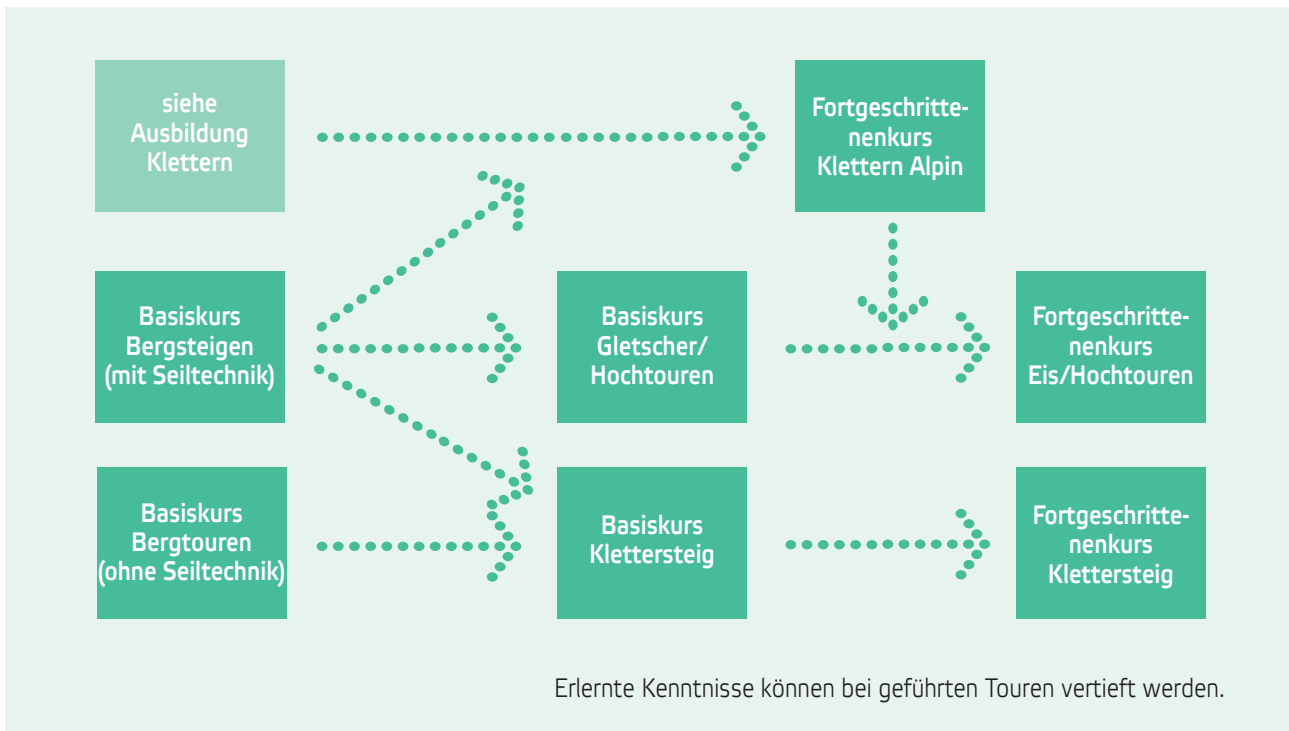 siehe
Ausbildung
Klettern
Fortgeschritte-
nenkurs
Klettern Alpin
Basiskurs
Bergsteigen
(mit Seiltechnik)
Basiskurs
Gletscher/
Hochtouren
Fortgeschritte-
nenkurs
Eis/Hochtouren
Basiskurs
Bergtouren
(ohne Seiltechnik)
Basiskurs
Klettersteig
Fortgeschritte-
nenkurs
Klettersteig
Erlernte Kenntnisse können bei geführten Touren vertieft werden.